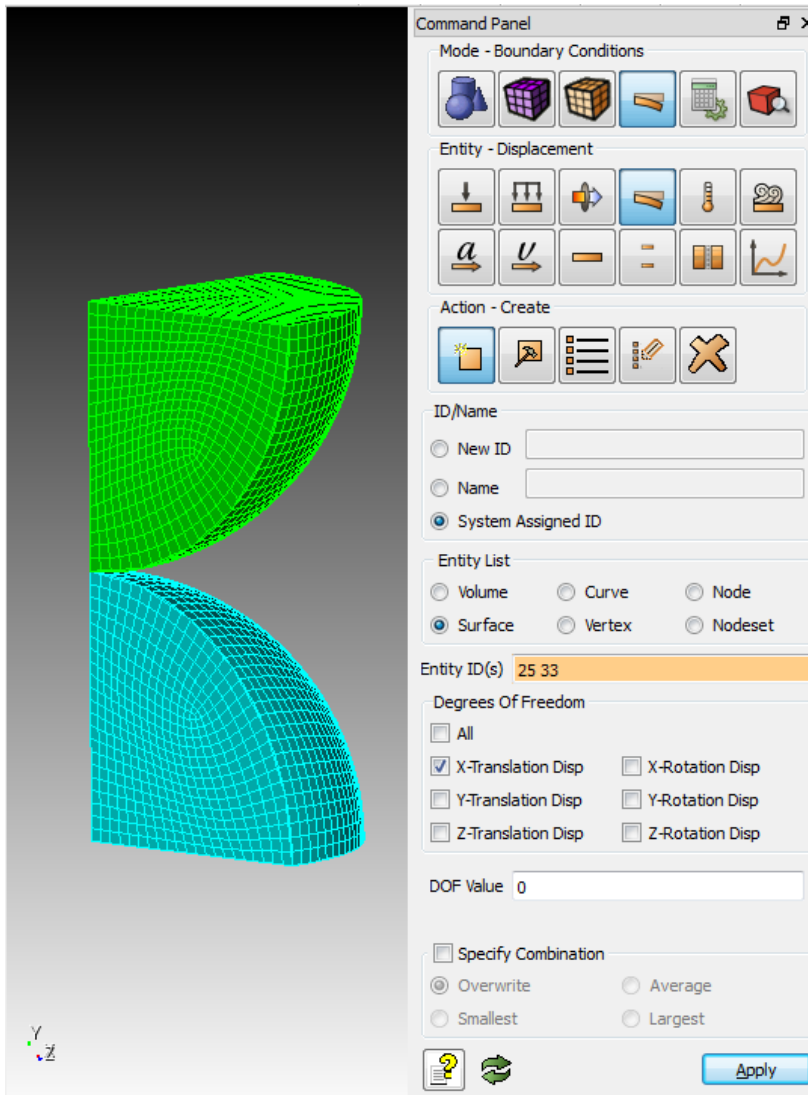 Command Panel
Mode - Boundary Conditions
Entity - Displacement
a
v
Action - Create
ID/Name
New ID
Name
System Assigned ID
Entity List
Volume Curve Node
Surface Vertex Nodeset
Entity ID(s) 25 33
Degrees Of Freedom
All
X-Translation Disp X-Rotation Disp
Y-Translation Disp Y-Rotation Disp
Z-Translation Disp Z-Rotation Disp
DOF Value 0
Specify Combination
Overwrite Average
Smallest Largest
Y
Z
? Apply